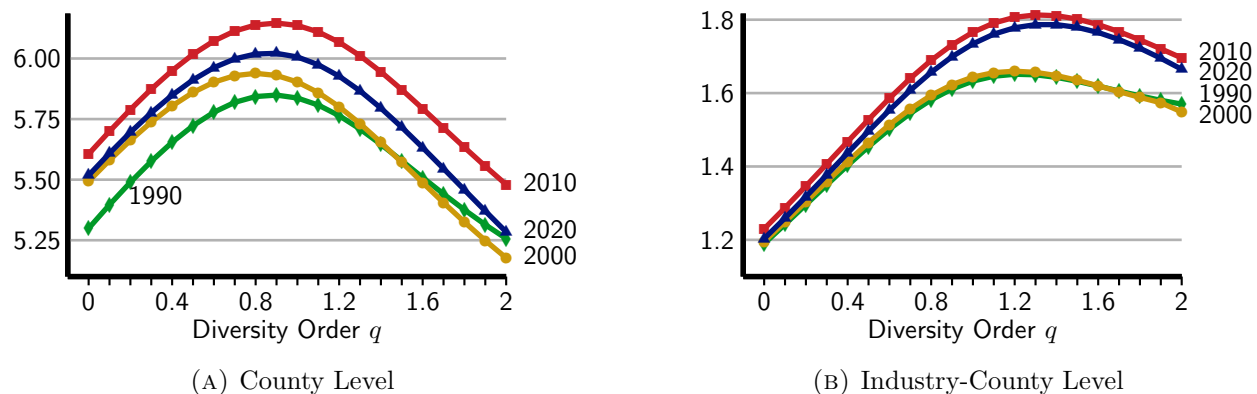 6.00
5.75
5.50
5.25
1990
2010
2020
2000
0 0.4 0.8 1.2 1.6 2
Diversity Order q
(A) County Level
1.8
1.6
1.4
1.2
2010
2020
1990
2000
0 0.4 0.8 1.2 1.6 2
Diversity Order q
(B) Industry-County Level